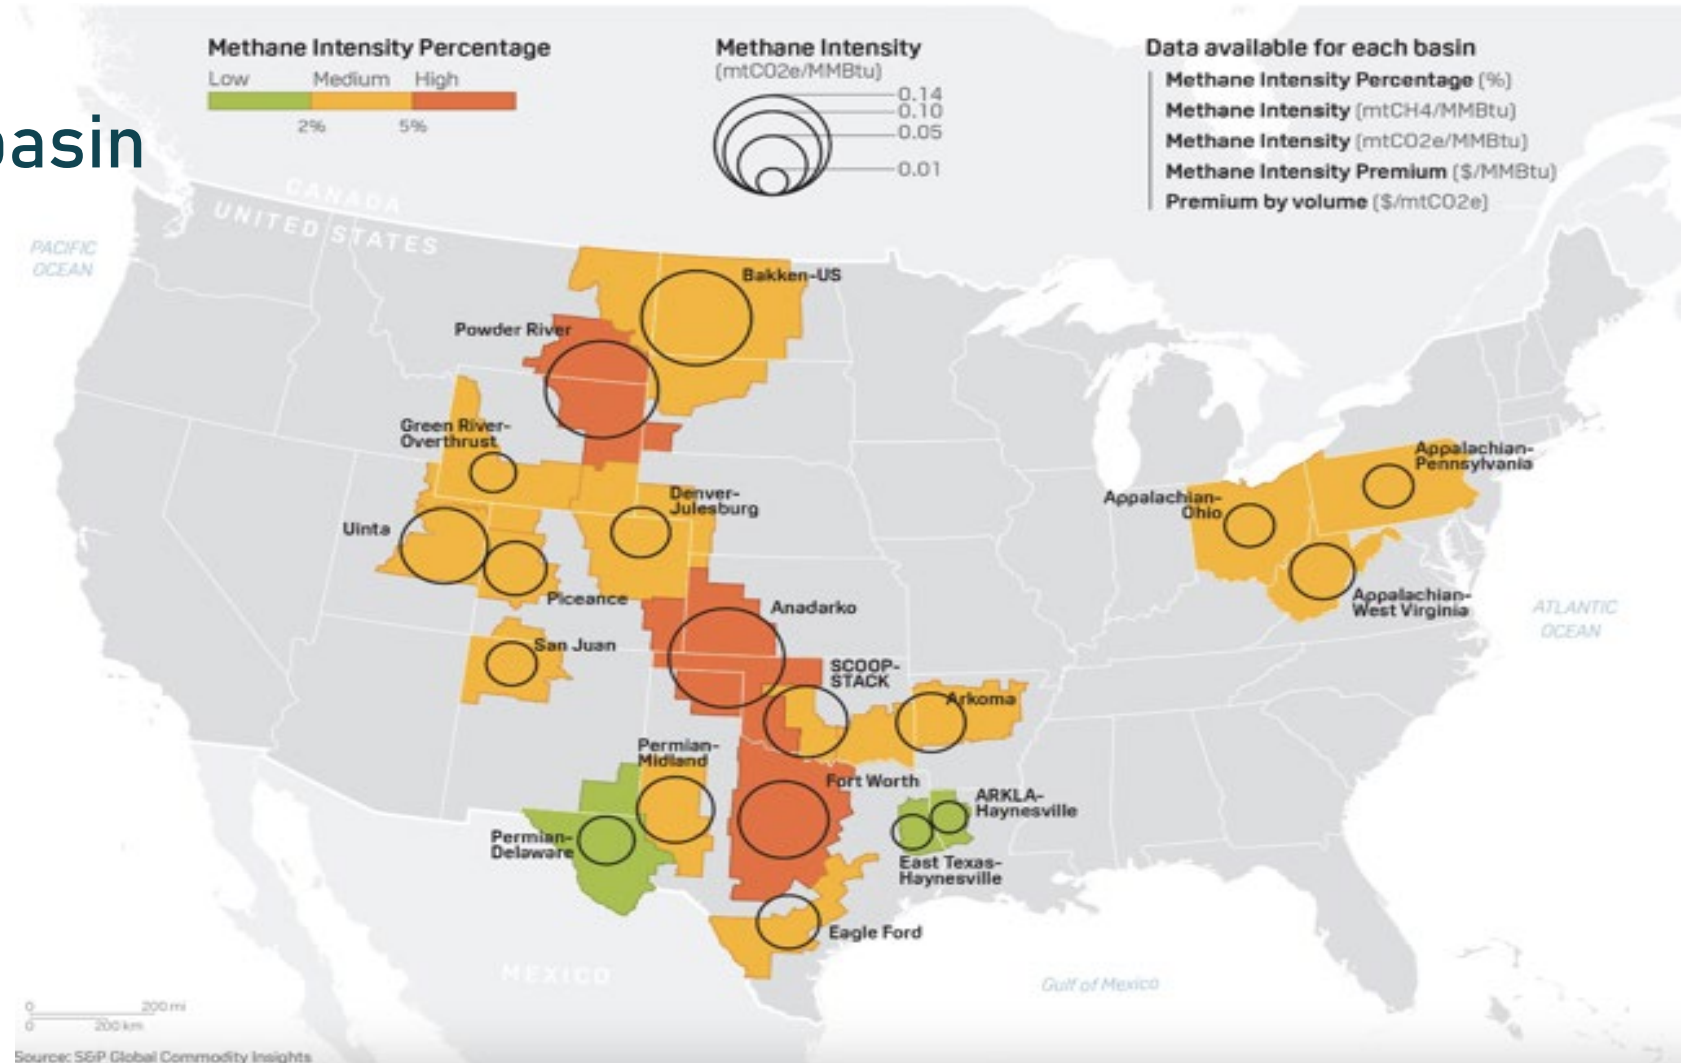 basin
Methane Intensity Percentage
Low Medium High
2% 5%
Methane Intensity
(mtCO2e/MMBtu)
0.14
0.10
0.05
0.01
Data available for each basin
Methane Intensity Percentage (%)
Methane Intensity (mtCH4/MMBtu)
Methane Intensity (mtCO2e/MMBtu)
Methane Intensity Premium ($/MMBtu)
Premium by volume ($/mtCO2e)
CANADA
UNITED STATES
PACIFIC
OCEAN
Bakken-US
Powder River
Green River-
Overthrust
Denver-
Julesburg
Uinta
Piceance
Appalachian-
Pennsylvania
Appalachian-
Ohio
Appalachian-
West Virginia
ATLANTIC
OCEAN
Anadarko
San Juan
SCOOP-
STACK
Arkoma
Permian-
Midland
Fort Worth
ARKLA-
Haynesville
Permian-
Delaware
East Texas-
Haynesville
Eagle Ford
MEXICO
Gulf of Mexico
0 200 mi
0 200 km
Source: S&P Global Commodity Insights